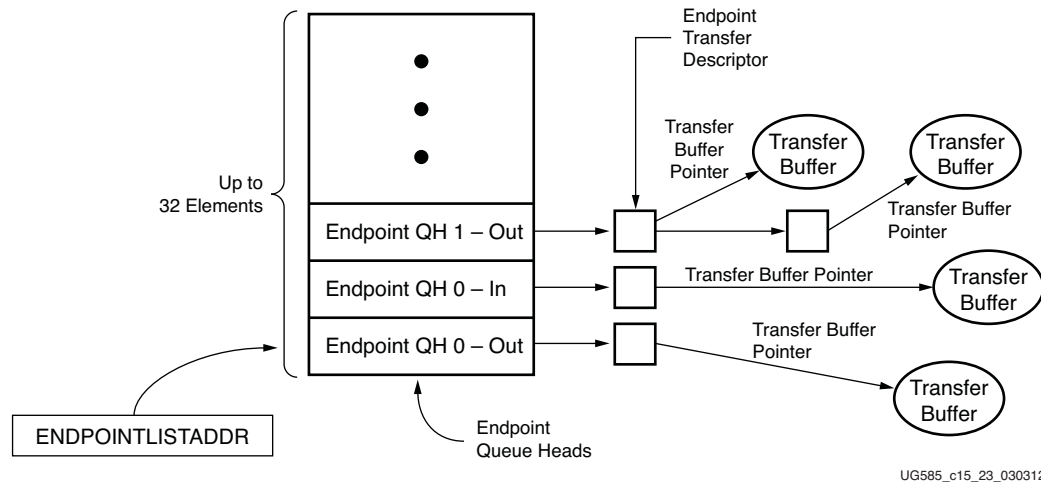 Endpoint
Transfer
Descriptor
Transfer
Buffer
Pointer
Transfer
Buffer
Transfer
Buffer
Up to
32 Elements
Transfer Buffer
Pointer
Endpoint QH 1 – Out
Endpoint QH 0 – In
Transfer Buffer Pointer
Transfer
Buffer
Endpoint QH 0 – Out
Transfer Buffer
Pointer
Transfer
Buffer
ENDPOINTLISTADDR
Endpoint
Queue Heads
UG585_c15_23_030312